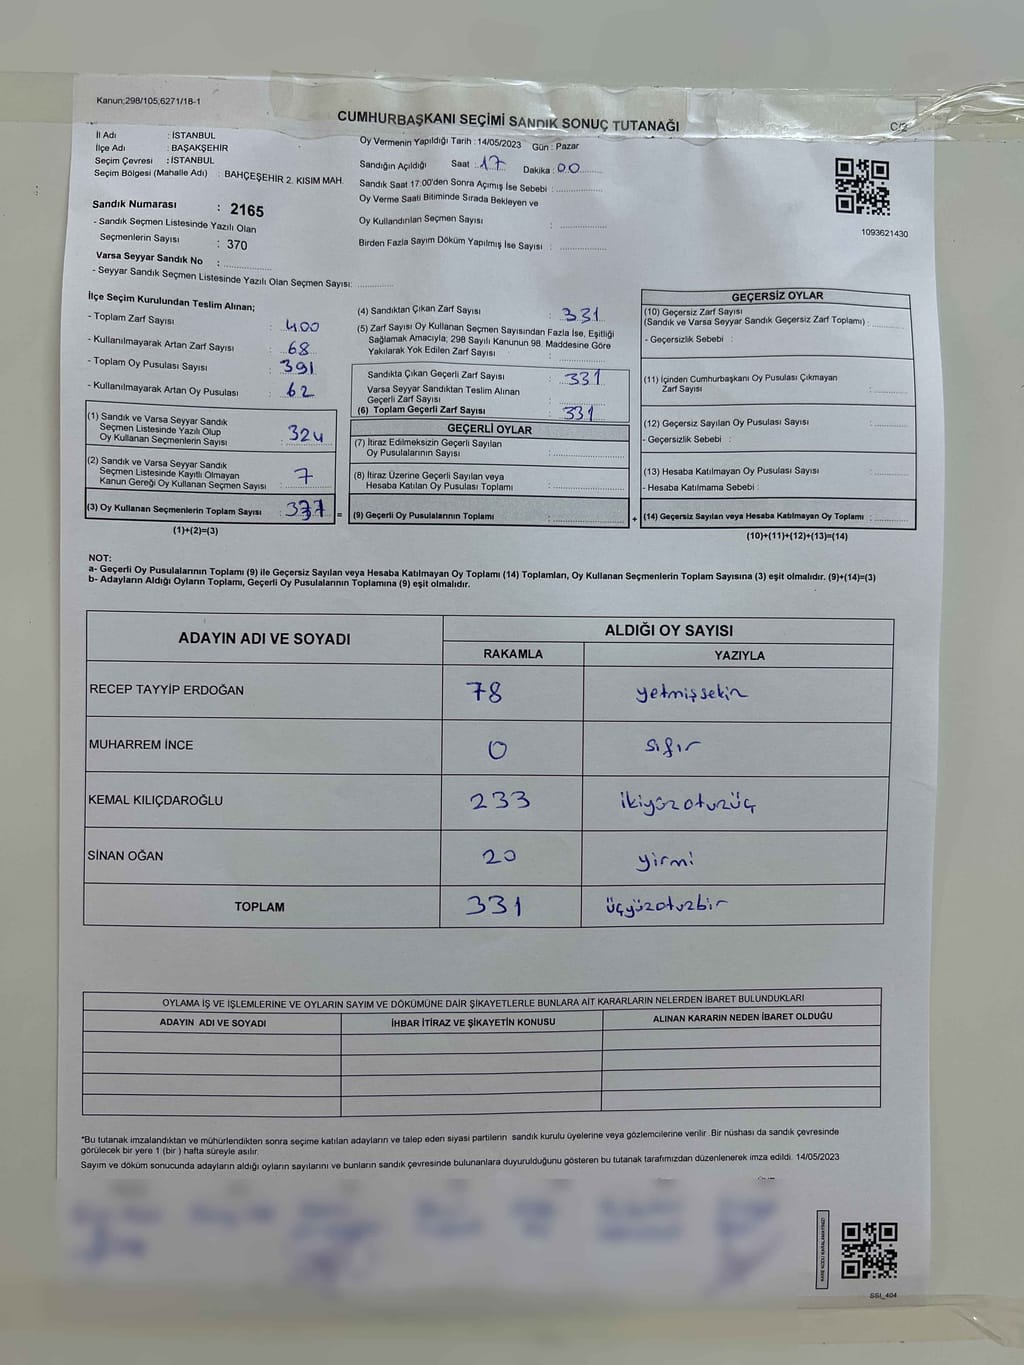 Kanun;298/105,6271/18-1
CUMHURBAŞKANI SEÇİMİ SANDIK SONUÇ TUTANAĞI
C/2
İl Adı : İSTANBUL
İlçe Adı : BAŞAKŞEHİR
Seçim Çevresi : İSTANBUL
Seçim Bölgesi (Mahalle Adı) : BAHÇEŞEHİR 2. KISIM MAH.
Sandık Numarası : 2165
- Sandık Seçmen Listesinde Yazılı Olan
Seçmenlerin Sayısı : 370
Varsa Seyyar Sandık No :
- Seyyar Sandık Seçmen Listesinde Yazılı Olan Seçmen Sayısı:
Oy Vermenin Yapıldığı Tarih : 14/05/2023 Gün : Pazar
Sandığın Açıldığı Saat : 17 Dakika : 00
Sandık Saat 17:00'den Sonra Açımış İse Sebebi :
Oy Verme Saati Bitiminde Sırada Bekleyen ve
Oy Kullandırılan Seçmen Sayısı :
Birden Fazla Sayım Döküm Yapılmış İse Sayısı :
1093621430
İlçe Seçim Kurulundan Teslim Alınan;
- Toplam Zarf Sayısı : 400
- Kullanılmayarak Artan Zarf Sayısı : 68
- Toplam Oy Pusulası Sayısı : 391
- Kullanılmayarak Artan Oy Pusulası : 62
(1) Sandık ve Varsa Seyyar Sandık
Seçmen Listesinde Yazılı Olup
Oy Kullanan Seçmenlerin Sayısı : 324
(2) Sandık ve Varsa Seyyar Sandık
Seçmen Listesinde Kayıtlı Olmayan
Kanun Gereği Oy Kullanan Seçmen Sayısı : 7
(3) Oy Kullanan Seçmenlerin Toplam Sayısı :
(1)+(2)=(3)
(4) Sandıktan Çıkan Zarf Sayısı : 331
(5) Zarf Sayısı Oy Kullanan Seçmen Sayısından Fazla İse, Eşitliği
Sağlamak Amacıyla; 298 Sayılı Kanunun 98. Maddesine Göre
Yakılarak Yok Edilen Zarf Sayısı :
Sandıkta Çıkan Geçerli Zarf Sayısı : 331
Varsa Seyyar Sandıktan Teslim Alınan
Geçerli Zarf Sayısı :
(6) Toplam Geçerli Zarf Sayısı : 331
GEÇERLİ OYLAR
(7) İtiraz Edilmeksizin Geçerli Sayılan
Oy Pusulalarının Sayısı :
(8) İtiraz Üzerine Geçerli Sayılan veya
Hesaba Katılan Oy Pusulası Toplamı :
= (9) Geçerli Oy Pusulalarının Toplamı :
GEÇERSİZ OYLAR
(10) Geçersiz Zarf Sayısı
(Sandık ve Varsa Seyyar Sandık Geçersiz Zarf Toplamı) :
- Geçersizlik Sebebi :
(11) İçinden Cumhurbaşkanı Oy Pusulası Çıkmayan
Zarf Sayısı :
(12) Geçersiz Sayılan Oy Pusulası Sayısı :
- Geçersizlik Sebebi :
(13) Hesaba Katılmayan Oy Pusulası Sayısı :
- Hesaba Katılmama Sebebi :
+ (14) Geçersiz Sayılan veya Hesaba Katılmayan Oy Toplamı :
(10)+(11)+(12)+(13)=(14)
NOT:
a- Geçerli Oy Pusulalarının Toplamı (9) ile Geçersiz Sayılan veya Hesaba Katılmayan Oy Toplamı (14) Toplamları, Oy Kullanan Seçmenlerin Toplam Sayısına (3) eşit olmalıdır. (9)+(14)=(3)
b- Adayların Aldığı Oyların Toplamı, Geçerli Oy Pusulalarının Toplamına (9) eşit olmalıdır.
ADAYIN ADI VE SOYADI ALDIĞI OY SAYISI
RAKAMLA YAZIYLA
RECEP TAYYİP ERDOĞAN 78 yetmişsekiz
MUHARREM İNCE 0 sıfır
KEMAL KILIÇDAROĞLU 233 ikiyüzotuzüç
SİNAN OĞAN 20 yirmi
TOPLAM 331 üçyüzotuzbir
OYLAMA İŞ VE İŞLEMLERİNE VE OYLARIN SAYIM VE DÖKÜMÜNE DAİR ŞİKAYETLERLE BUNLARA AİT KARARLARIN NELERDEN İBARET BULUNDUKLARI
ADAYIN ADI VE SOYADI İHBAR İTİRAZ VE ŞİKAYETİN KONUSU ALINAN KARARIN NEDEN İBARET OLDUĞU
*Bu tutanak imzalandıktan ve mühürlendikten sonra seçime katılan adayların ve talep eden siyasi partilerin sandık kurulu üyelerine veya gözlemcilerine verilir. Bir nüshası da sandık çevresinde
görülecek bir yere 1 (bir ) hafta süreyle asılır.
Sayım ve döküm sonucunda adayların aldığı oyların sayılarını ve bunların sandık çevresinde bulunanlara duyurulduğunu gösteren bu tutanak tarafımızdan düzenlenerek imza edildi. 14/05/2023
KARE KODU KARALAMAYINIZ!
SSI_404